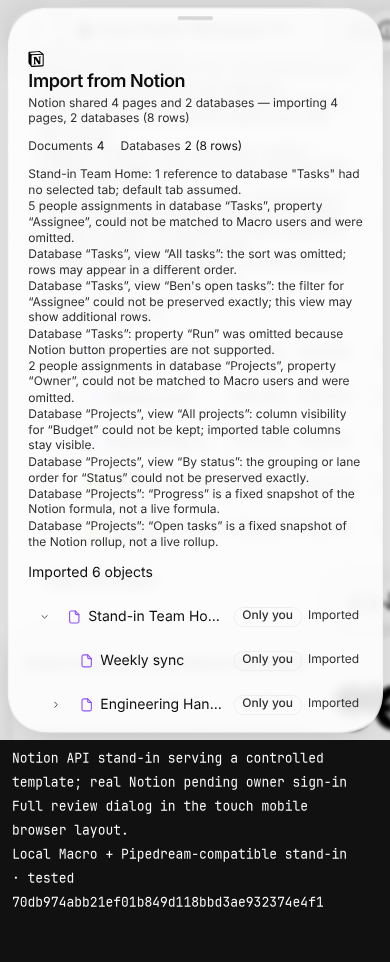 Import from Notion
Notion shared 4 pages and 2 databases — importing 4
pages, 2 databases (8 rows)
Documents 4 Databases 2 (8 rows)
Stand-in Team Home: 1 reference to database "Tasks" had
no selected tab; default tab assumed.
5 people assignments in database “Tasks”, property
“Assignee”, could not be matched to Macro users and were
omitted.
Database “Tasks”, view “All tasks”: the sort was omitted;
rows may appear in a different order.
Database “Tasks”, view “Ben's open tasks”: the filter for
“Assignee” could not be preserved exactly; this view may
show additional rows.
Database “Tasks”: property “Run” was omitted because
Notion button properties are not supported.
2 people assignments in database “Projects”, property
“Owner”, could not be matched to Macro users and were
omitted.
Database “Projects”, view “All projects”: column visibility
for “Budget” could not be kept; imported table columns
stay visible.
Database “Projects”, view “By status”: the grouping or lane
order for “Status” could not be preserved exactly.
Database “Projects”: “Progress” is a fixed snapshot of the
Notion formula, not a live formula.
Database “Projects”: “Open tasks” is a fixed snapshot of
the Notion rollup, not a live rollup.
Imported 6 objects
Stand-in Team Ho... Only you Imported
Weekly sync Only you Imported
Engineering Han... Only you Imported
Notion API stand-in serving a controlled
template; real Notion pending owner sign-in
Full review dialog in the touch mobile
browser layout.
Local Macro + Pipedream-compatible stand-in
· tested
70db974abb21ef01b849d118bbd3ae932374e4f1